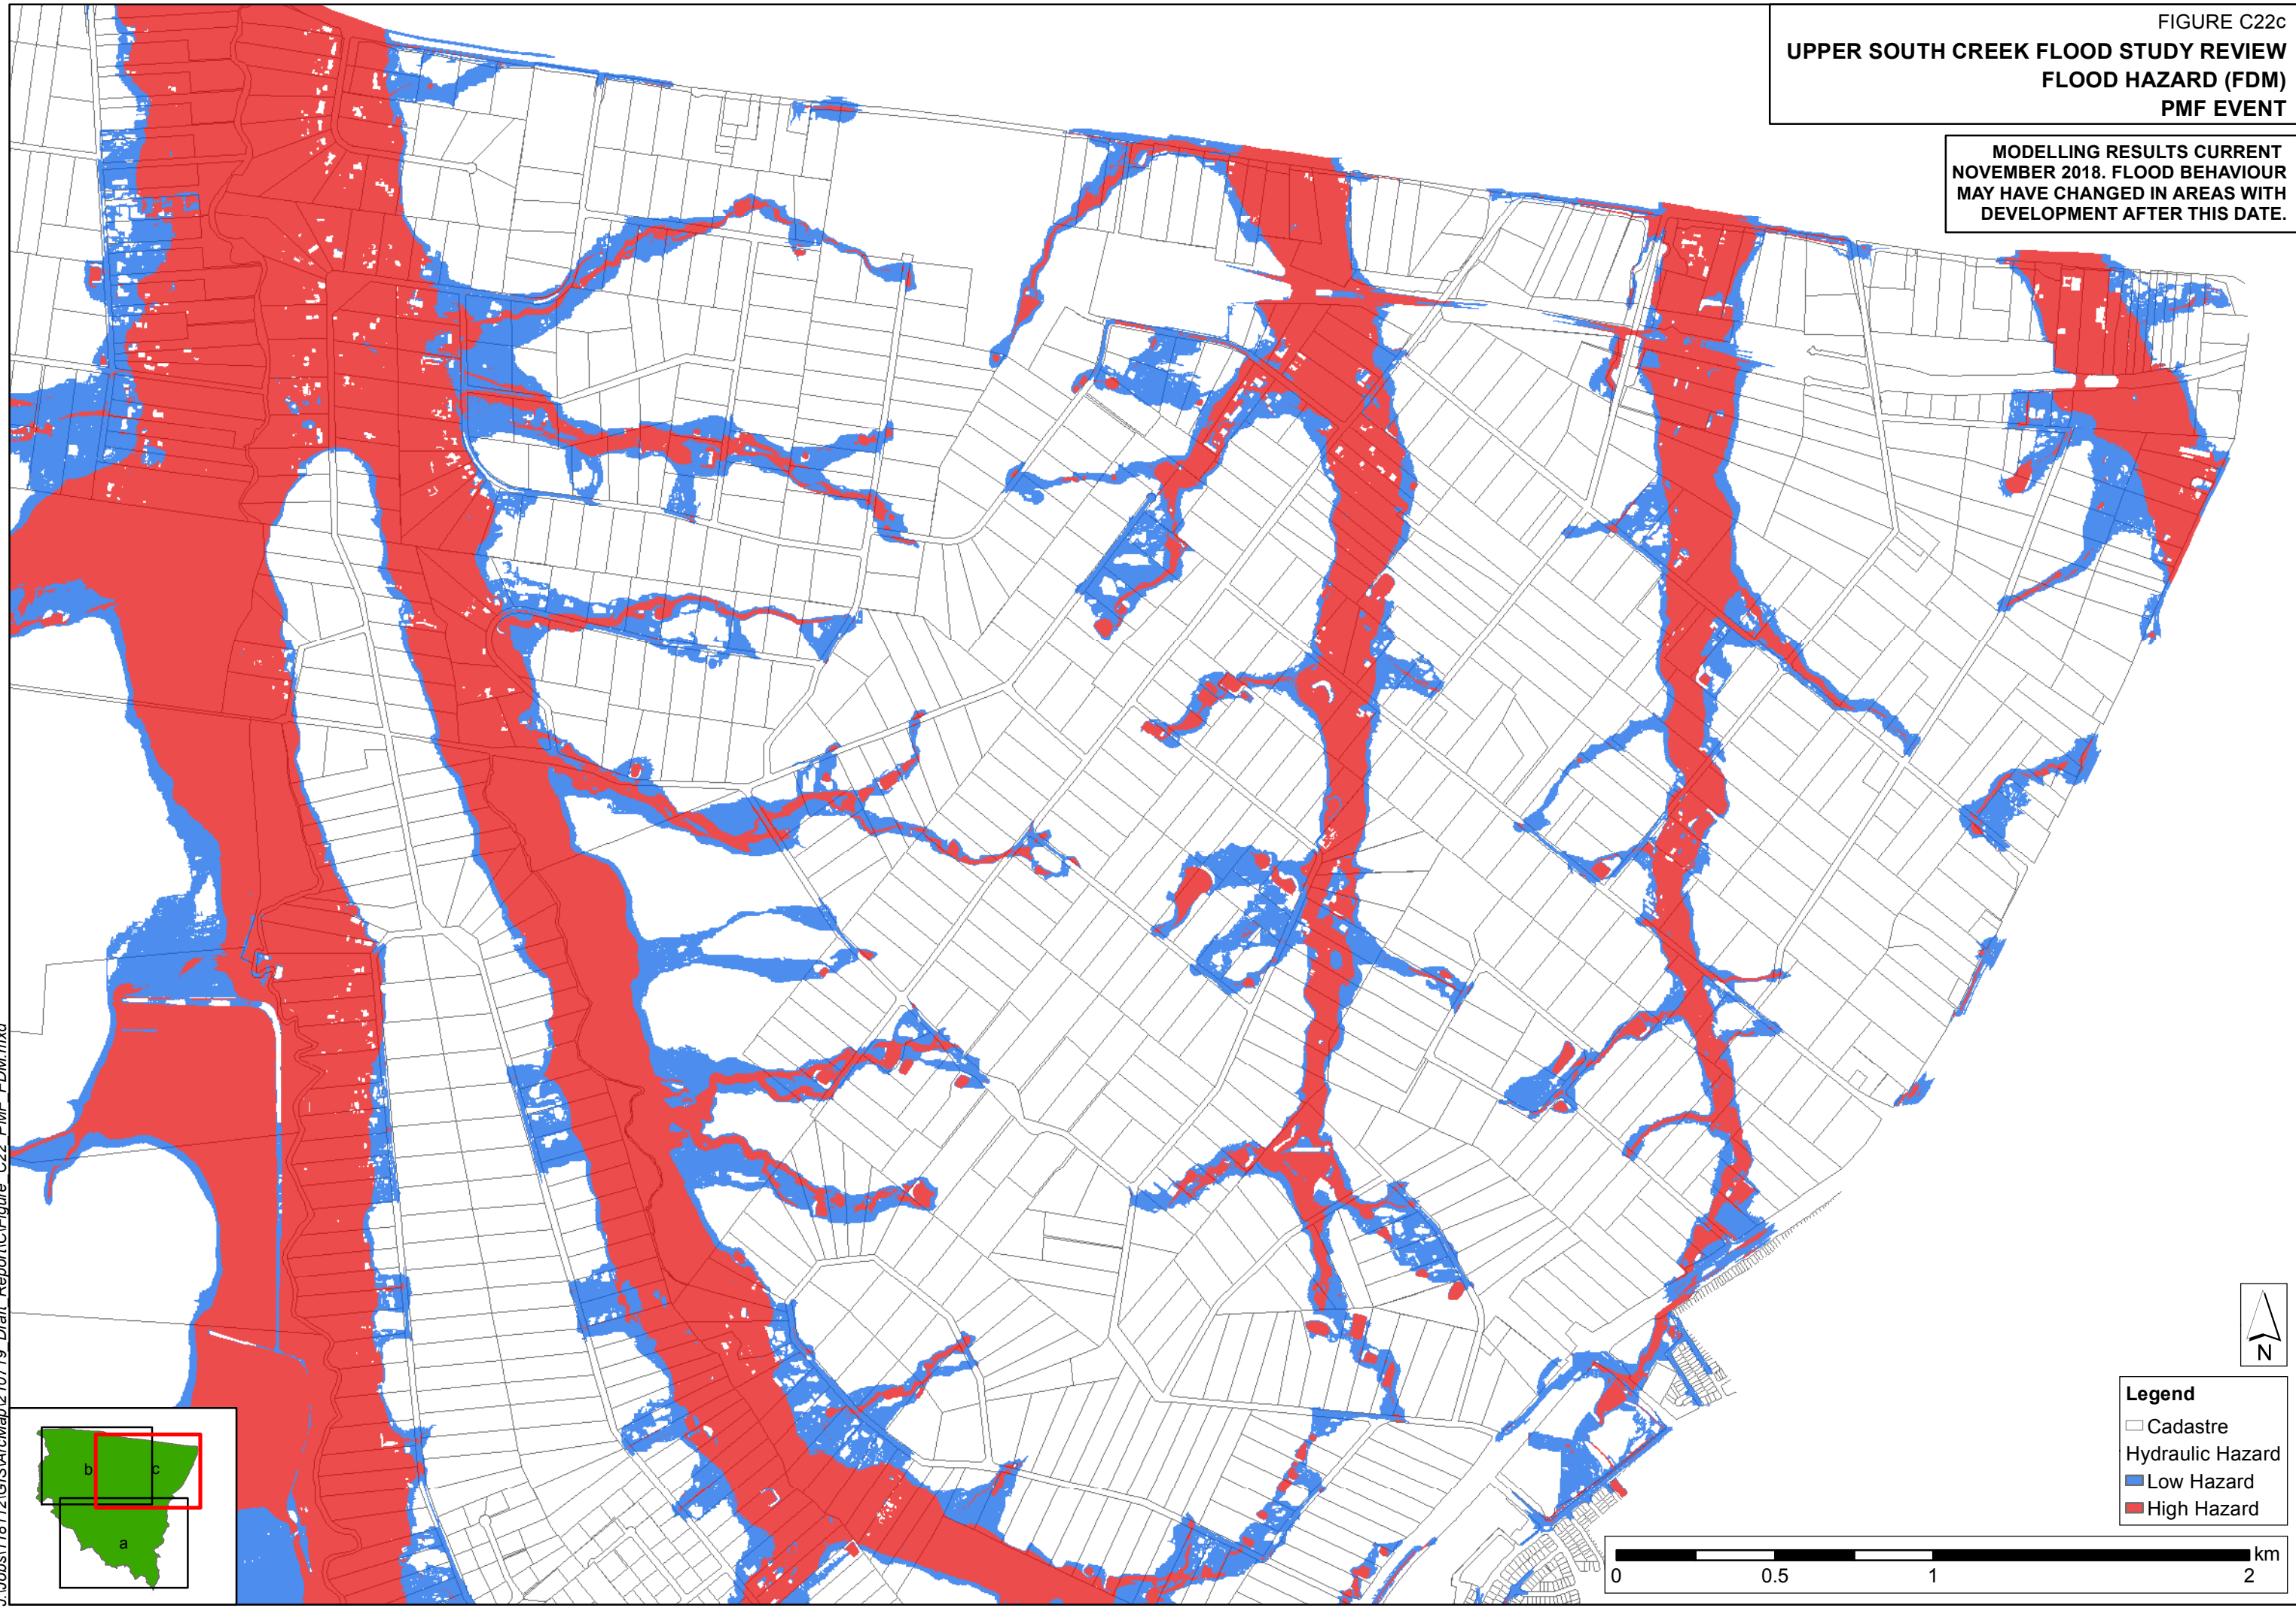 FIGURE C22c
UPPER SOUTH CREEK FLOOD STUDY REVIEW
FLOOD HAZARD (FDM)
PMF EVENT
MODELLING RESULTS CURRENT
NOVEMBER 2018. FLOOD BEHAVIOUR
MAY HAVE CHANGED IN AREAS WITH
DEVELOPMENT AFTER THIS DATE.
N
Legend
Cadastre
Hydraulic Hazard
Low Hazard
High Hazard
km
0 0.5 1 2
b c
a